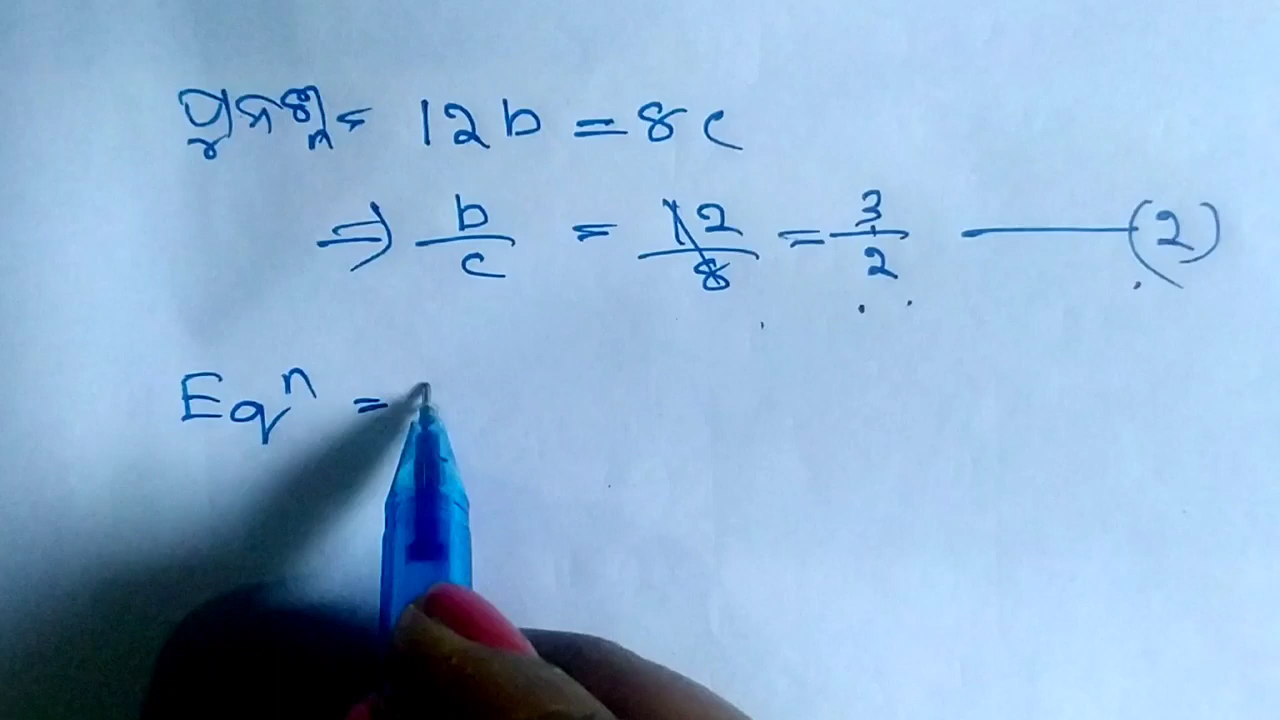 ପୁନଶ୍ଚ 12b = 8c
⇒ b/c = 12/8 = 3/2 ——— (2)
Eqⁿ =